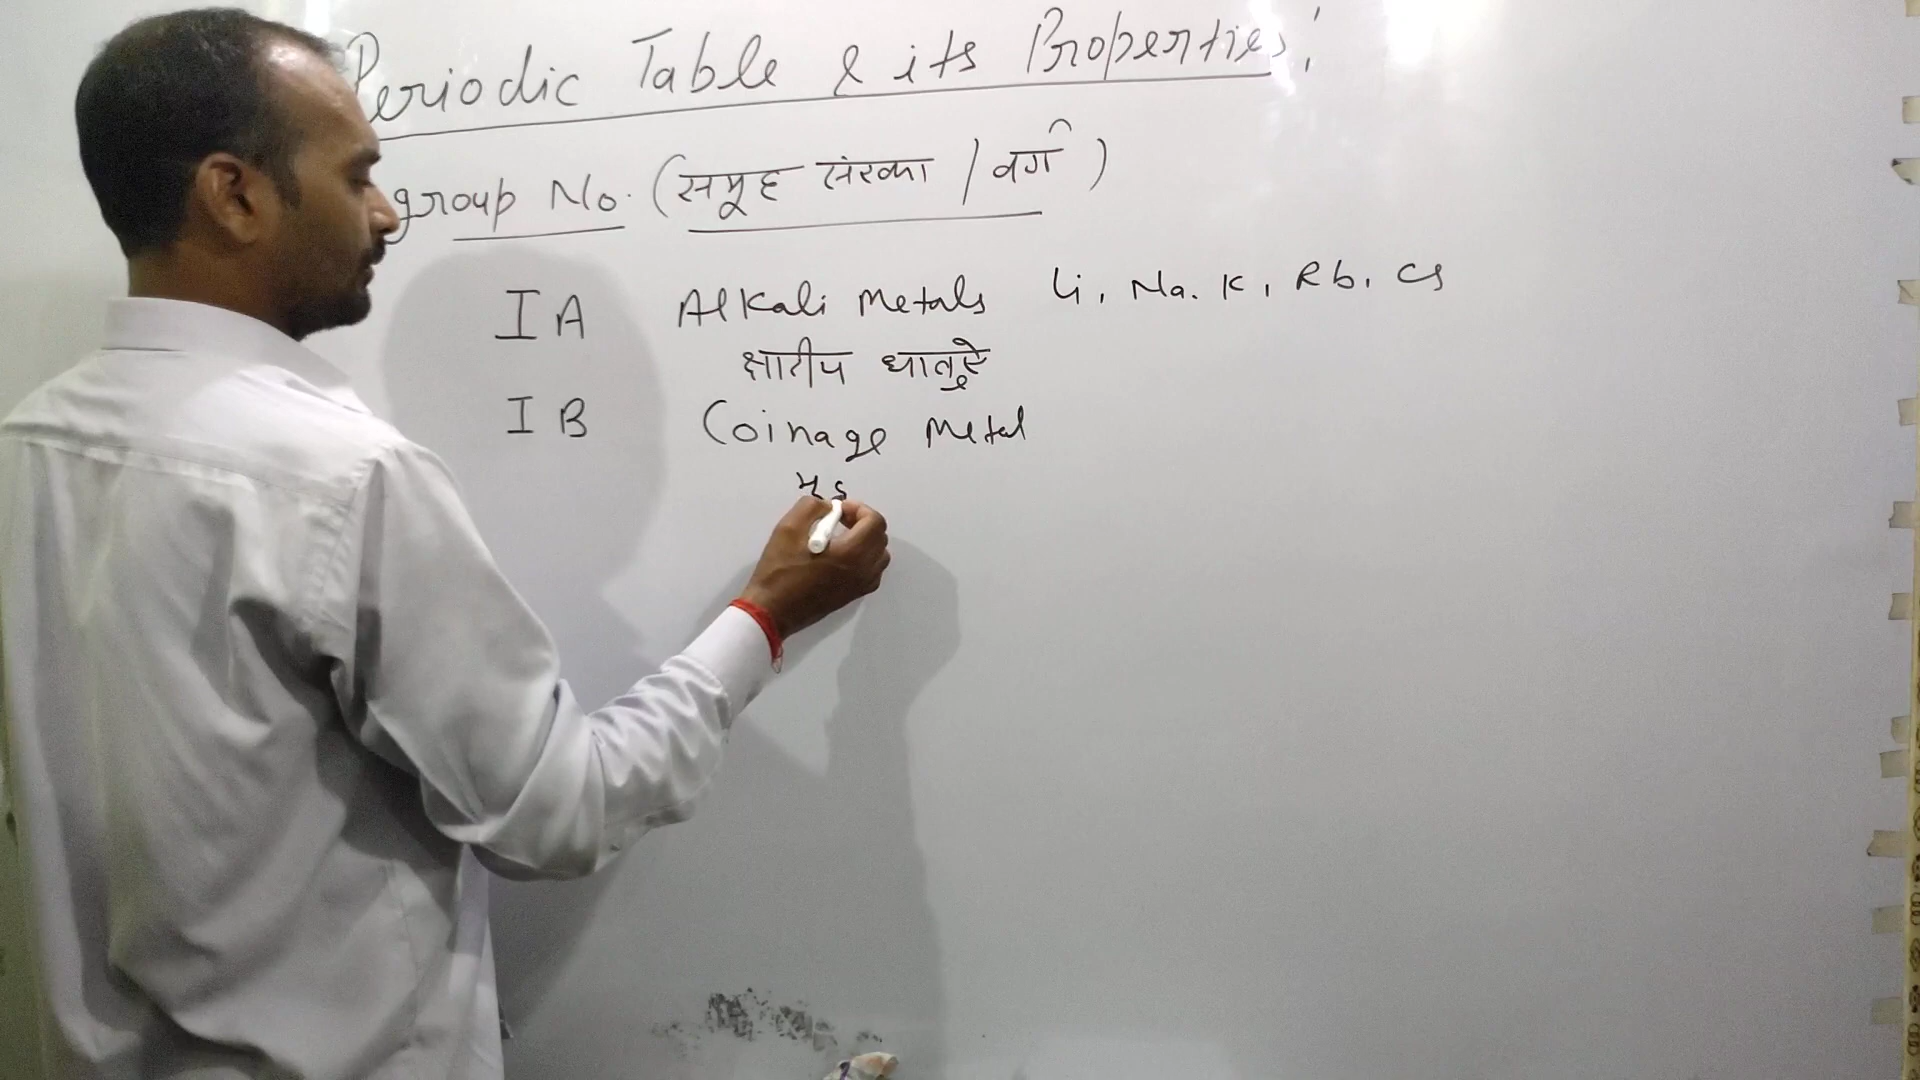 Periodic Table & its Properties:
group No. (समूह संख्या / वर्ग)
IA Alkali Metals Li, Na. K, Rb, Cs
क्षारीय धातुऐ
IB Coinage Metal